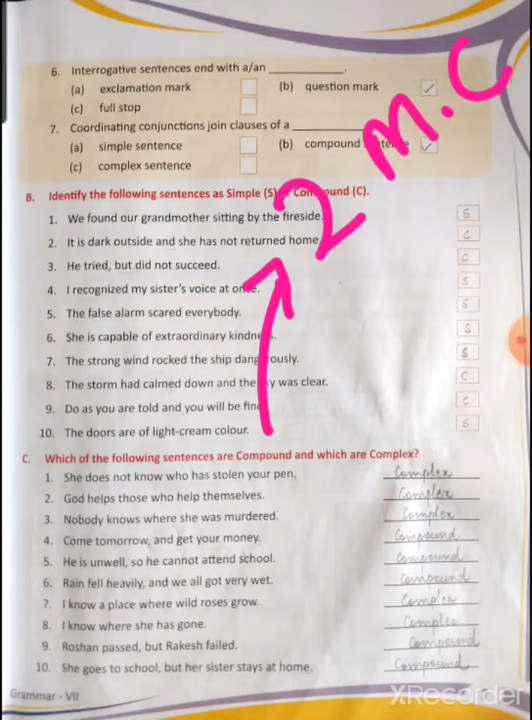 6. Interrogative sentences end with a/an ____________.
(a) exclamation mark (b) question mark ✓
(c) full stop
7. Coordinating conjunctions join clauses of a ____________
(a) simple sentence (b) compound ✓
(c) complex sentence
2 M.C
B. Identify the following sentences as Simple (S) Compound (C).
1. We found our grandmother sitting by the fireside. S
2. It is dark outside and she has not returned home C
3. He tried, but did not succeed. C
4. I recognized my sister's voice at once. S
5. The false alarm scared everybody. S
6. She is capable of extraordinary kindness. S
7. The strong wind rocked the ship dangerously. S
8. The storm had calmed down and the sky was clear. C
9. Do as you are told and you will be fine C
10. The doors are of light-cream colour. S
C. Which of the following sentences are Compound and which are Complex?
1. She does not know who has stolen your pen, Complex
2. God helps those who help themselves. Complex
3. Nobody knows where she was murdered. Complex
4. Come tomorrow, and get your money. Compound
5. He is unwell, so he cannot attend school. Compound
6. Rain fell heavily, and we all got very wet. Compound
7. I know a place where wild roses grow. Complex
8. I know where she has gone. Complex
9. Roshan passed, but Rakesh failed. Compound
10. She goes to school, but her sister stays at home. Compound
Grammar - VII
XRecorder